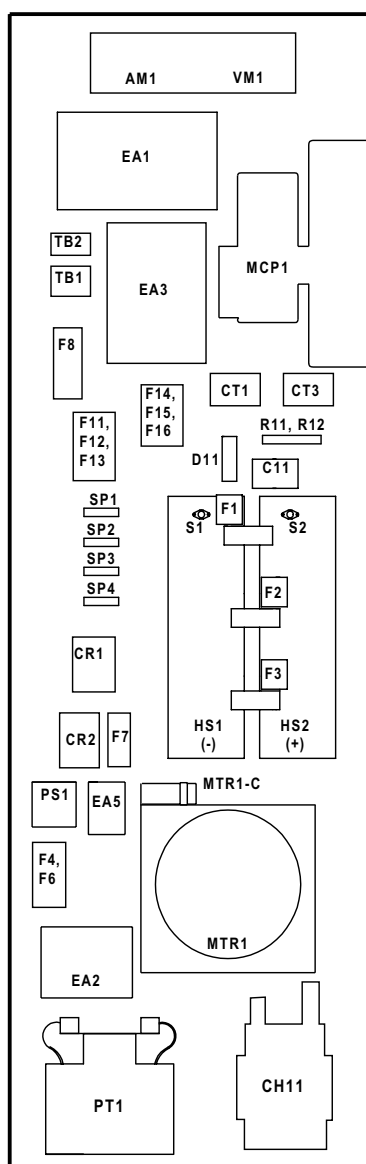 AM1 VM1
EA1
TB2
TB1
EA3
MCP1
F8
CT1 CT3
F14,
F15,
F16
R11, R12
F11,
F12,
F13
D11
C11
SP1
SP2
SP3
SP4
F1
S1 S2
F2
F3
CR1
HS1
(-)
HS2
(+)
CR2
F7
MTR1-C
PS1
EA5
F4,
F6
MTR1
EA2
PT1
CH11